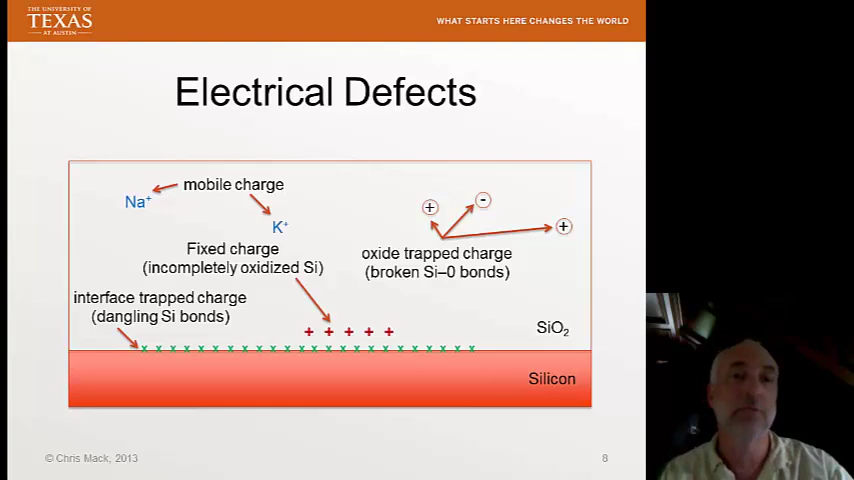 THE UNIVERSITY OF
TEXAS
AT AUSTIN
WHAT STARTS HERE CHANGES THE WORLD
Electrical Defects
mobile charge
Na⁺
K⁺
+
-
+
Fixed charge
(incompletely oxidized Si)
oxide trapped charge
(broken Si–0 bonds)
interface trapped charge
(dangling Si bonds)
+ + + + +
SiO₂
x x x x x x x x x x x x x x x x x x x x x x x x
Silicon
© Chris Mack, 2013
8